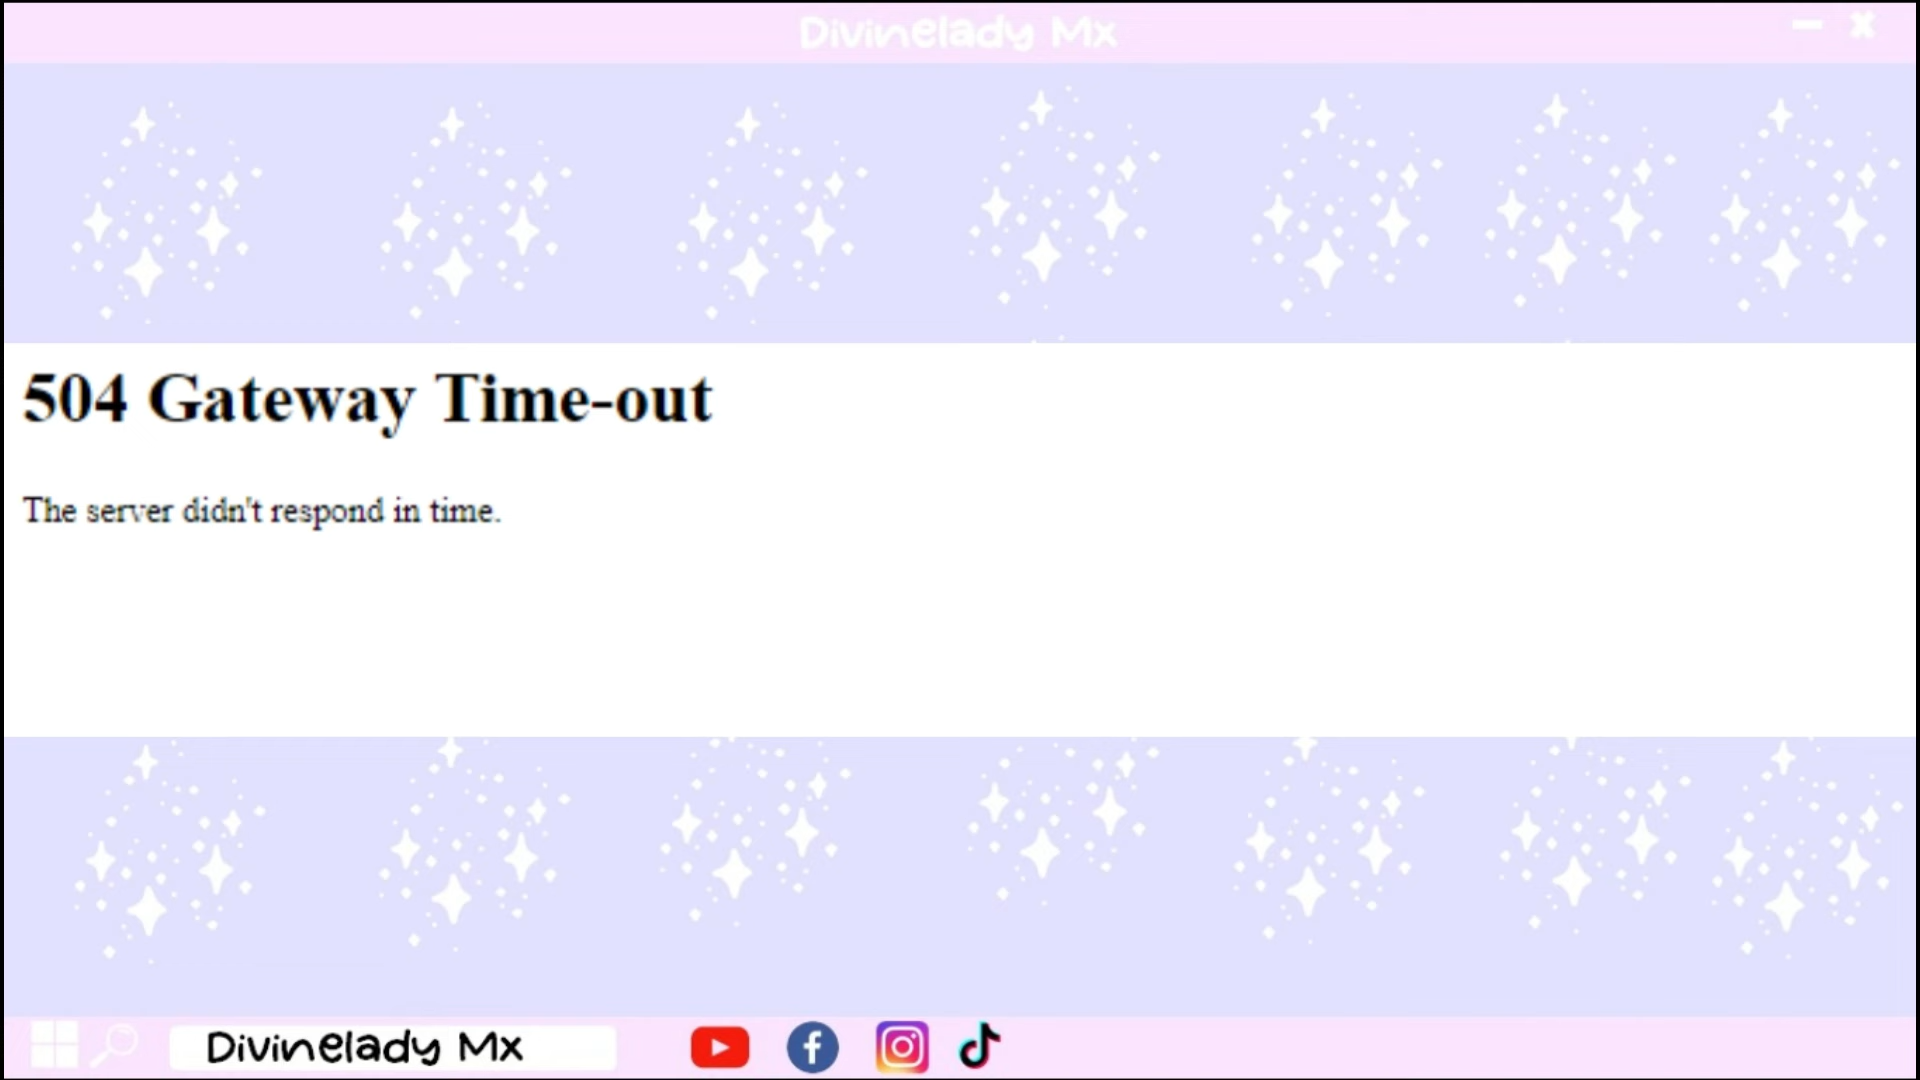 Divinelady Mx
504 Gateway Time-out
The server didn't respond in time.
Divinelady Mx